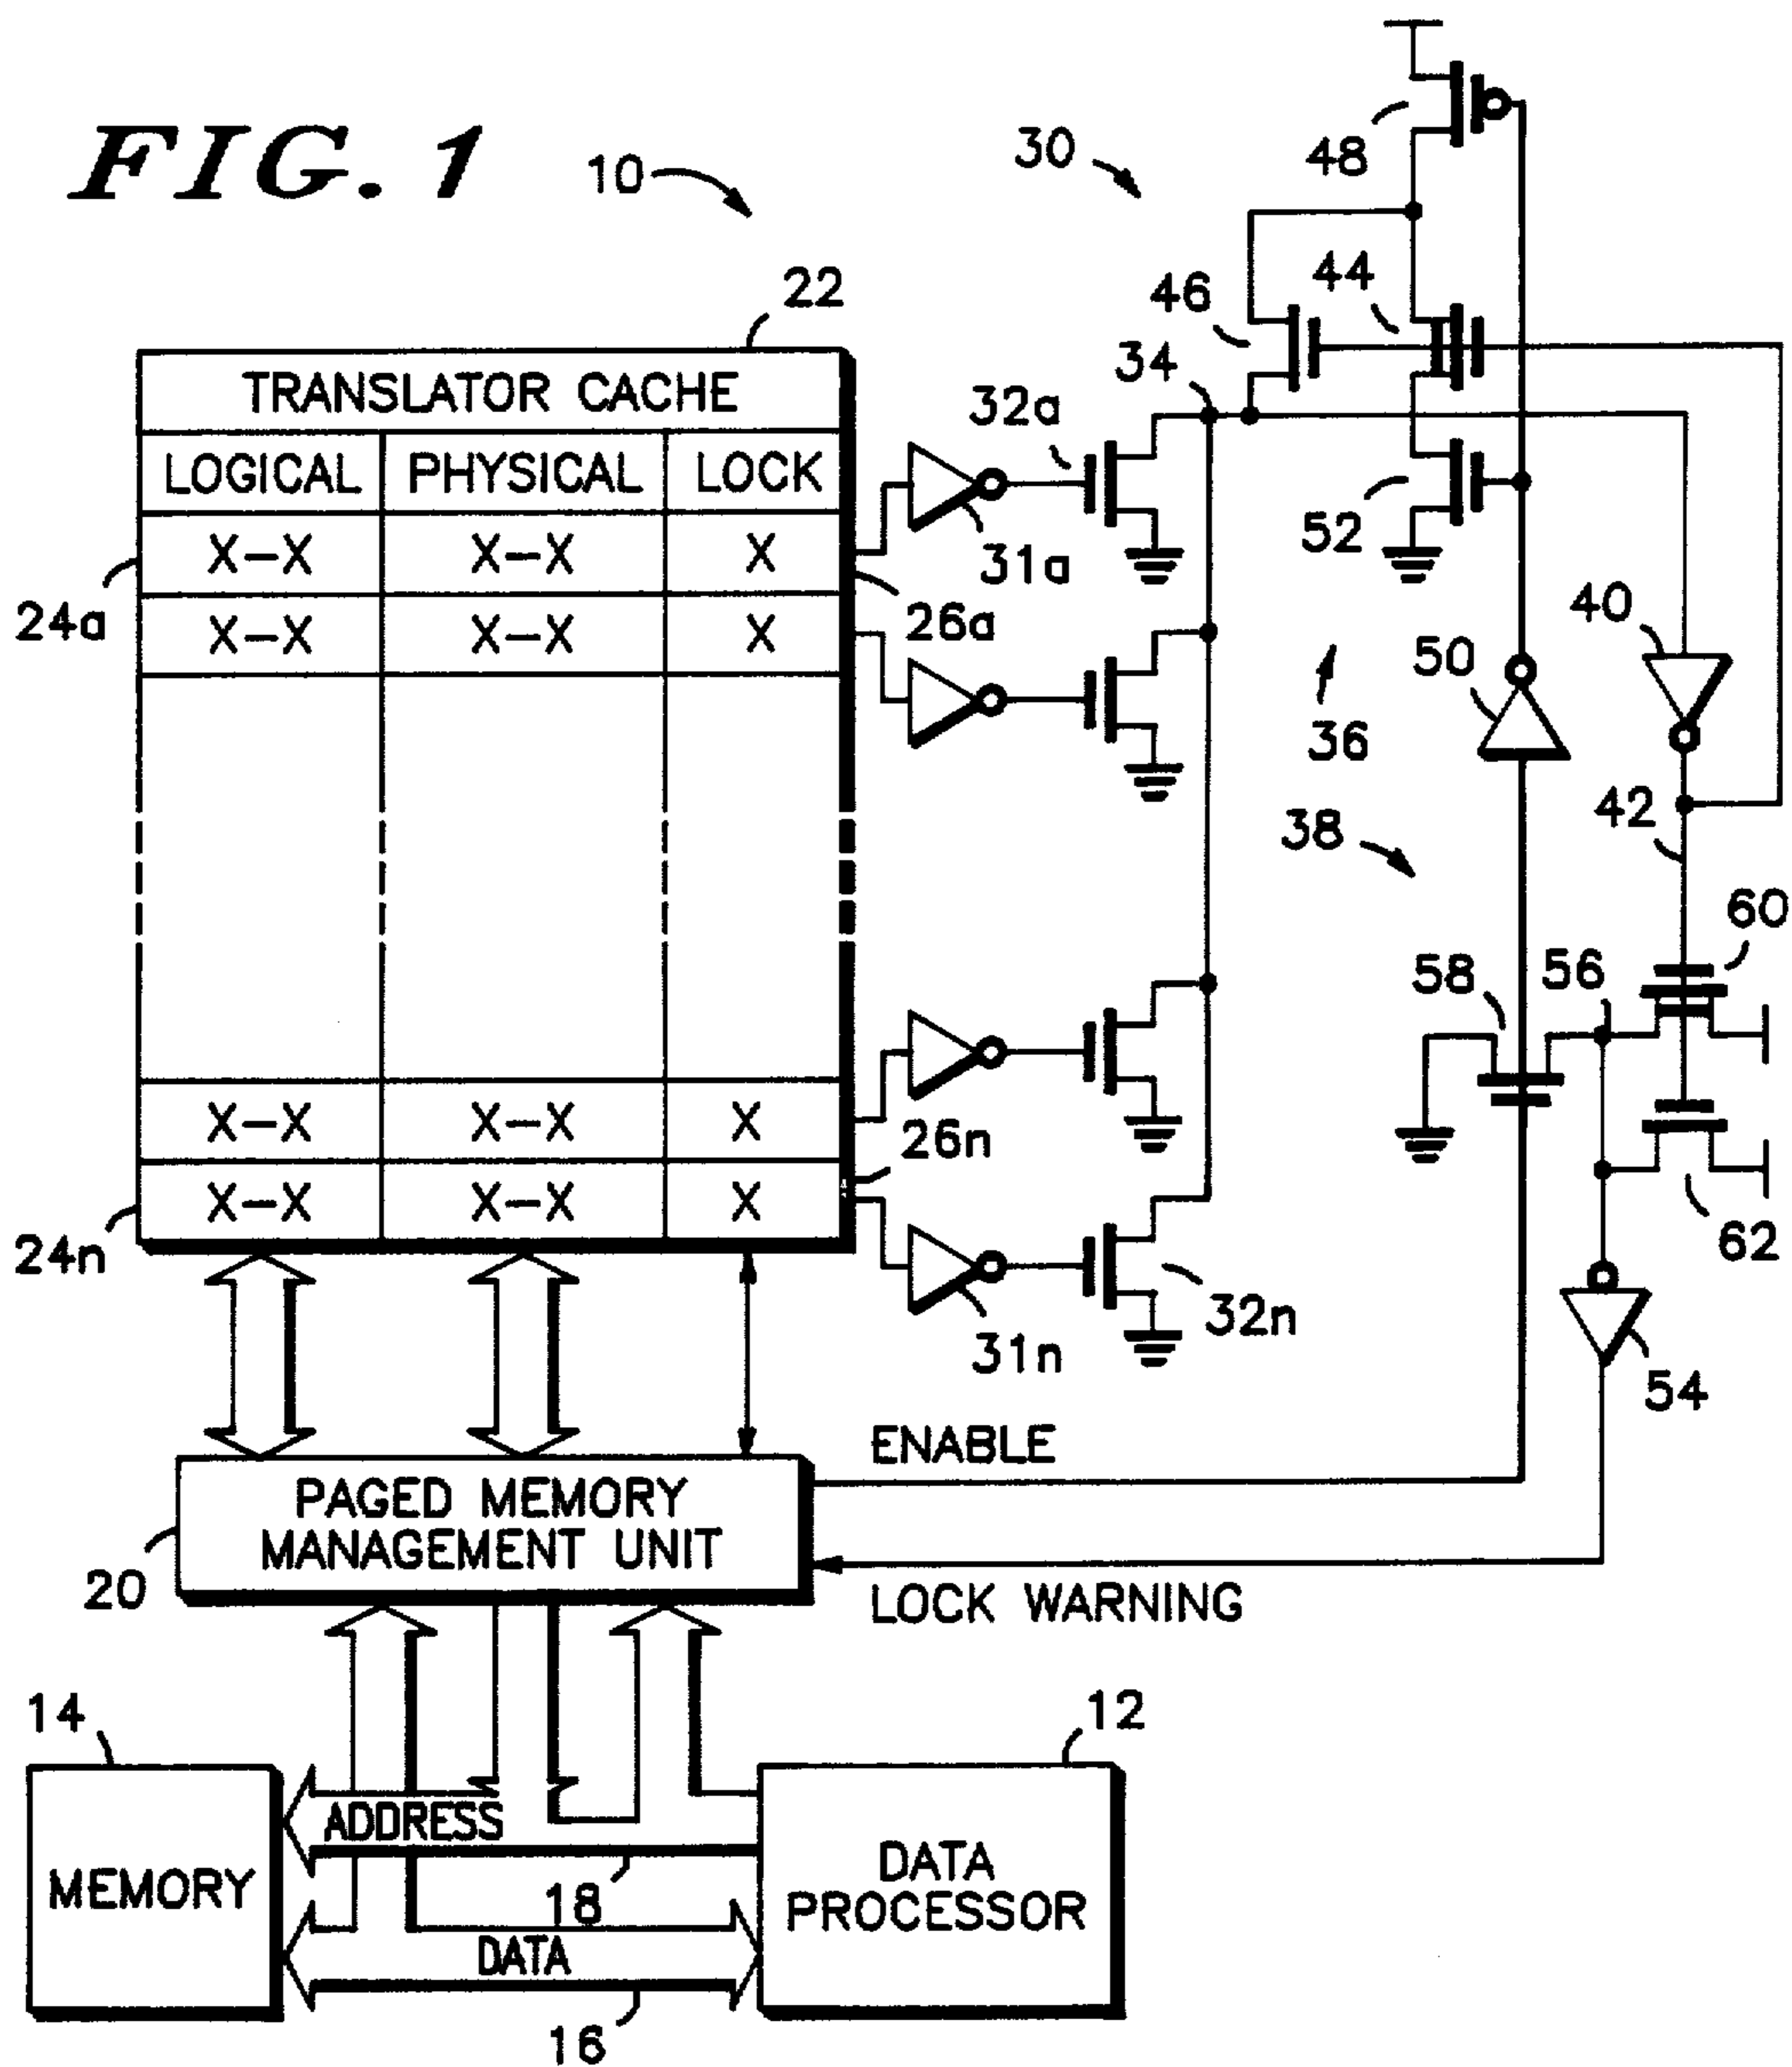 FIG. 1
10
30
48
22
46
44
34
TRANSLATOR CACHE
32a
LOGICAL PHYSICAL LOCK
52
X-X X-X X
31a
24a
26a
40
X-X X-X X
50
36
42
38
60
58
56
X-X X-X X
26n
X-X X-X X
24n
62
32n
31n
54
ENABLE
PAGED MEMORY
MANAGEMENT UNIT
20
LOCK WARNING
14
12
ADDRESS
DATA
PROCESSOR
MEMORY
18
DATA
16